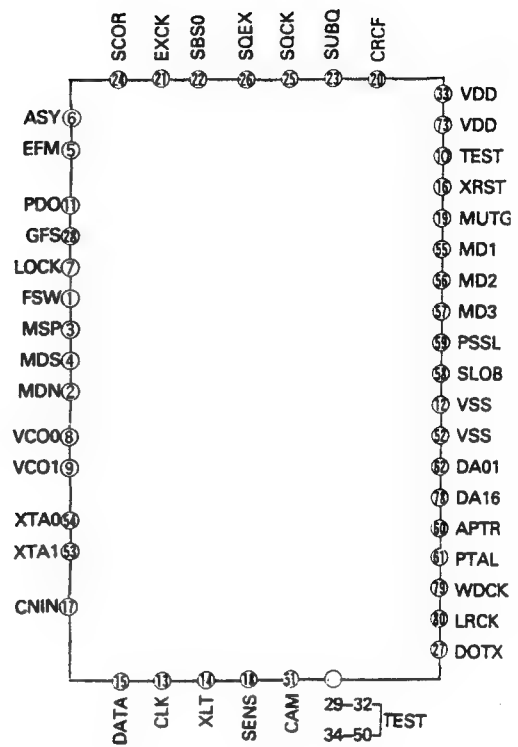 SCOR EXCK SBS0 SQEX SQCK SUBQ CRCF
24 21 22 26 25 23 20
ASY 6
EFM 5
PDO 11
GFS 28
LOCK 7
FSW 1
MSP 3
MDS 4
MDN 2
VCO0 8
VCO1 9
XTA0 54
XTA1 53
CNIN 17
33 VDD
73 VDD
10 TEST
16 XRST
19 MUTG
55 MD1
56 MD2
57 MD3
59 PSSL
58 SLOB
12 VSS
52 VSS
62 DA01
78 DA16
60 APTR
61 PTAL
79 WDCK
80 LRCK
27 DOTX
15 13 14 18 51
DATA CLK XLT SENS CAM
29-32
34-50
TEST